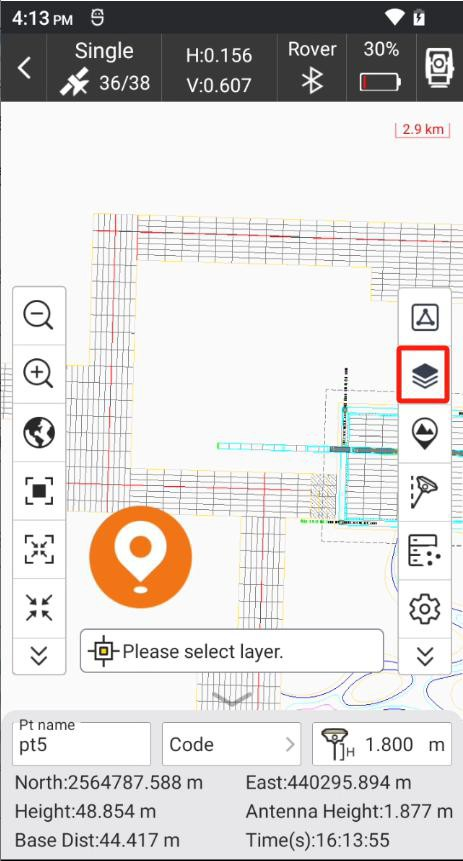 4:13 PM
Single
36/38
H:0.156
V:0.607
Rover
30%
2.9 km
Please select layer.
Pt name
pt5
Code
H
1.800 m
North:2564787.588 m
East:440295.894 m
Height:48.854 m
Antenna Height:1.877 m
Base Dist:44.417 m
Time(s):16:13:55